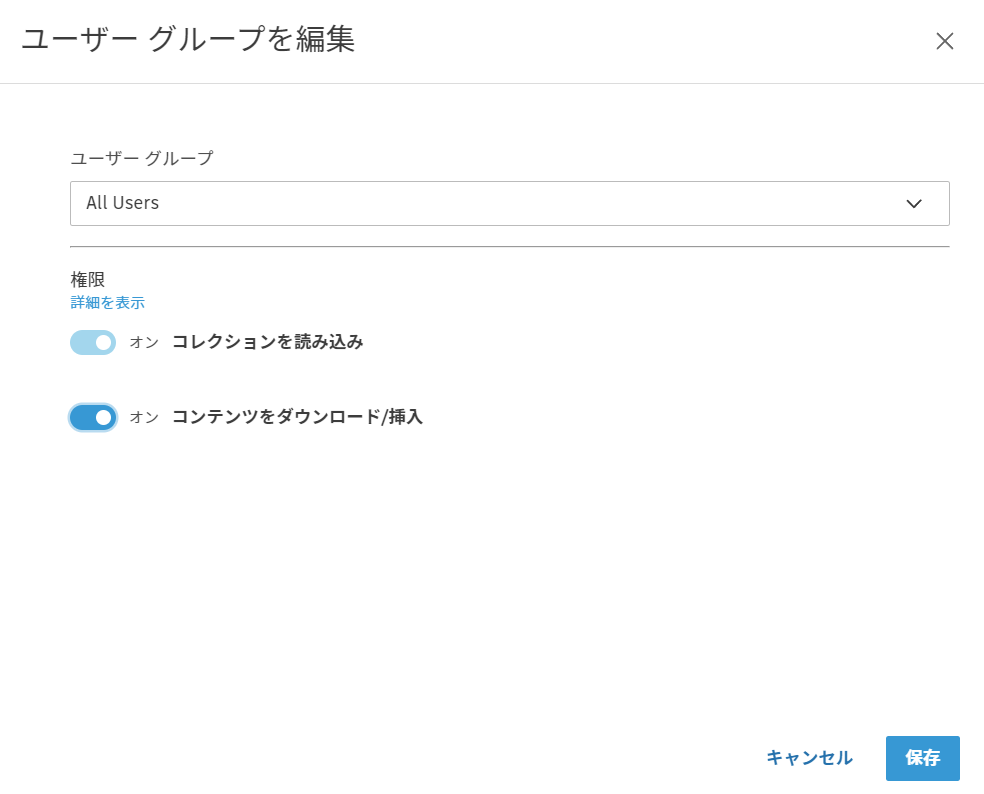 ユーザー グループを編集
ユーザー グループ
All Users
権限
詳細を表示
オン コレクションを読み込み
オン コンテンツをダウンロード/挿入
キャンセル 保存